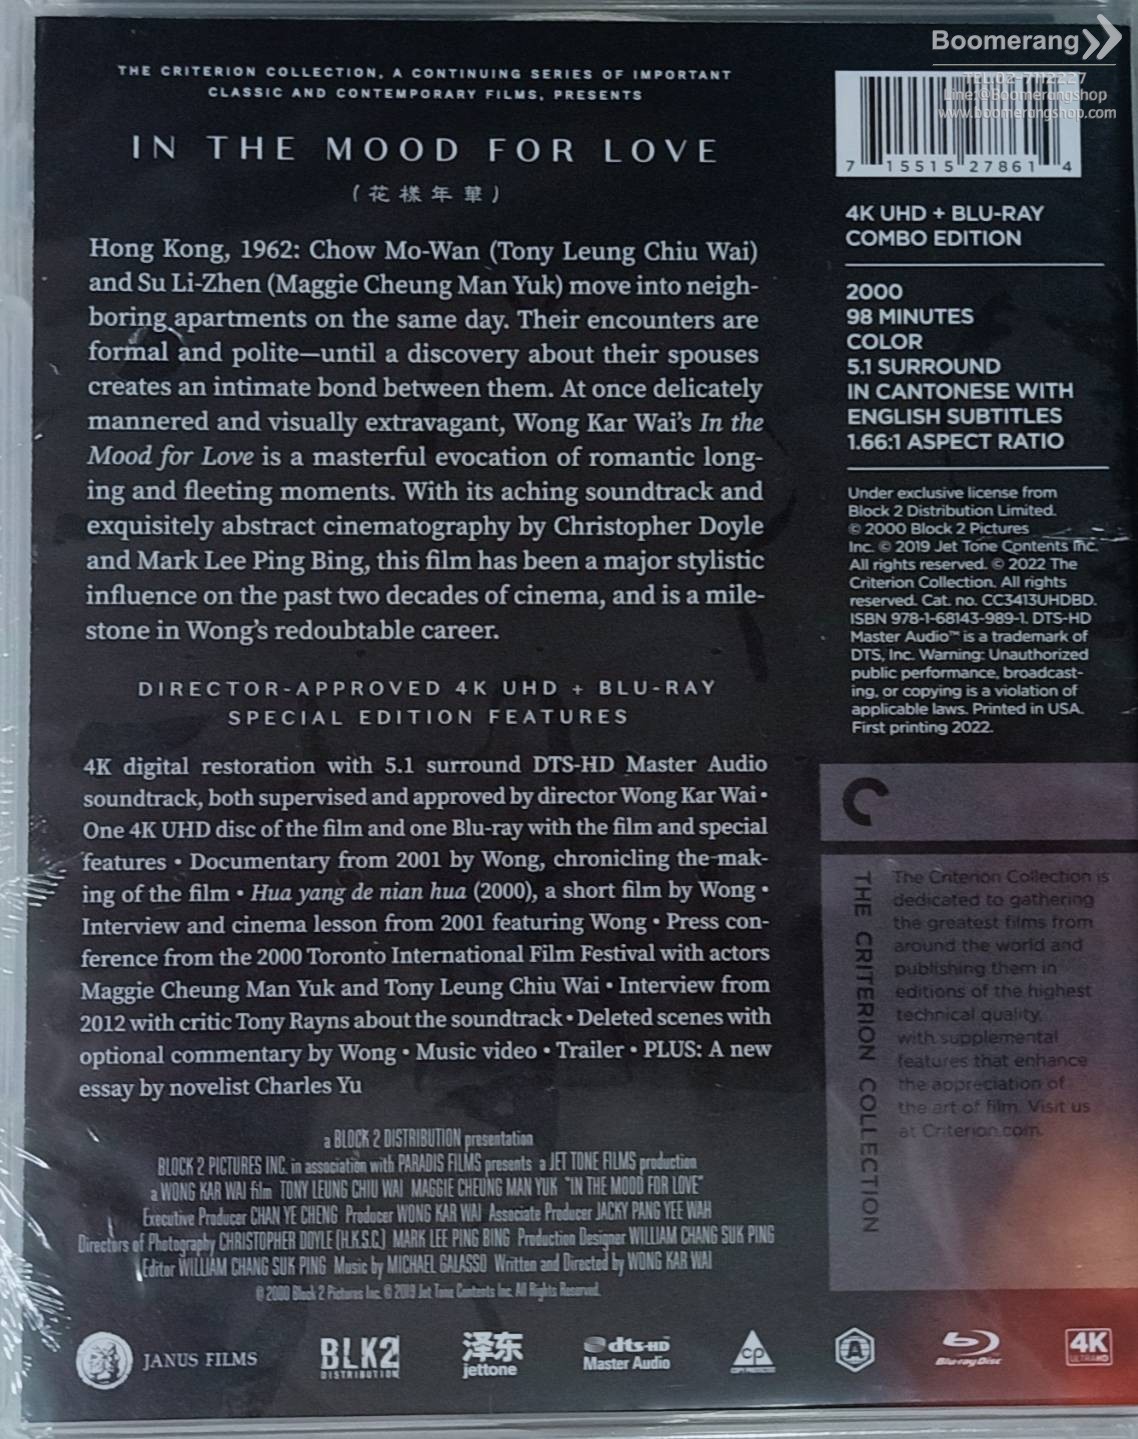 Boomerang
TEL.02-7112227
Line:@Boomerangshop
www.boomerangshop.com
THE CRITERION COLLECTION, A CONTINUING SERIES OF IMPORTANT
CLASSIC AND CONTEMPORARY FILMS, PRESENTS
IN THE MOOD FOR LOVE
(花樣年華)
Hong Kong, 1962: Chow Mo-Wan (Tony Leung Chiu Wai)
and Su Li-Zhen (Maggie Cheung Man Yuk) move into neigh-
boring apartments on the same day. Their encounters are
formal and polite—until a discovery about their spouses
creates an intimate bond between them. At once delicately
mannered and visually extravagant, Wong Kar Wai's In the
Mood for Love is a masterful evocation of romantic long-
ing and fleeting moments. With its aching soundtrack and
exquisitely abstract cinematography by Christopher Doyle
and Mark Lee Ping Bing, this film has been a major stylistic
influence on the past two decades of cinema, and is a mile-
stone in Wong's redoubtable career.
DIRECTOR-APPROVED 4K UHD + BLU-RAY
SPECIAL EDITION FEATURES
4K digital restoration with 5.1 surround DTS-HD Master Audio
soundtrack, both supervised and approved by director Wong Kar Wai •
One 4K UHD disc of the film and one Blu-ray with the film and special
features • Documentary from 2001 by Wong, chronicling the mak-
ing of the film • Hua yang de nian hua (2000), a short film by Wong •
Interview and cinema lesson from 2001 featuring Wong • Press con-
ference from the 2000 Toronto International Film Festival with actors
Maggie Cheung Man Yuk and Tony Leung Chiu Wai • Interview from
2012 with critic Tony Rayns about the soundtrack • Deleted scenes with
optional commentary by Wong • Music video • Trailer • PLUS: A new
essay by novelist Charles Yu
a BLOCK 2 DISTRIBUTION presentation
BLOCK 2 PICTURES INC. in association with PARADIS FILMS presents a JET TONE FILMS production
a WONG KAR WAI film TONY LEUNG CHIU WAI MAGGIE CHEUNG MAN YUK "IN THE MOOD FOR LOVE"
Executive Producer CHAN YE CHENG Producer WONG KAR WAI Associate Producer JACKY PANG YEE WAH
Directors of Photography CHRISTOPHER DOYLE (H.K.S.C.) MARK LEE PING BING Production Designer WILLIAM CHANG SUK PING
Editor WILLIAM CHANG SUK PING Music by MICHAEL GALASSO Written and Directed by WONG KAR WAI
© 2000 Block 2 Pictures Inc. © 2019 Jet Tone Contents Inc. All Rights Reserved.
7 15515 27861 4
4K UHD + BLU-RAY
COMBO EDITION
2000
98 MINUTES
COLOR
5.1 SURROUND
IN CANTONESE WITH
ENGLISH SUBTITLES
1.66:1 ASPECT RATIO
Under exclusive license from
Block 2 Distribution Limited.
© 2000 Block 2 Pictures
Inc. © 2019 Jet Tone Contents Inc.
All rights reserved. © 2022 The
Criterion Collection. All rights
reserved. Cat. no. CC3413UHDBD.
ISBN 978-1-68143-989-1. DTS-HD
Master Audio™ is a trademark of
DTS, Inc. Warning: Unauthorized
public performance, broadcast-
ing, or copying is a violation of
applicable laws. Printed in USA.
First printing 2022.
THE CRITERION COLLECTION
The Criterion Collection is
dedicated to gathering
the greatest films from
around the world and
publishing them in
editions of the highest
technical quality,
with supplemental
features that enhance
the appreciation of
the art of film. Visit us
at Criterion.com.
JANUS FILMS
BLK2
DISTRIBUTION
泽东
jettone
dts-HD
Master Audio
CP
COPY PROTECTED
A
Blu-ray Disc
4K
ULTRA HD